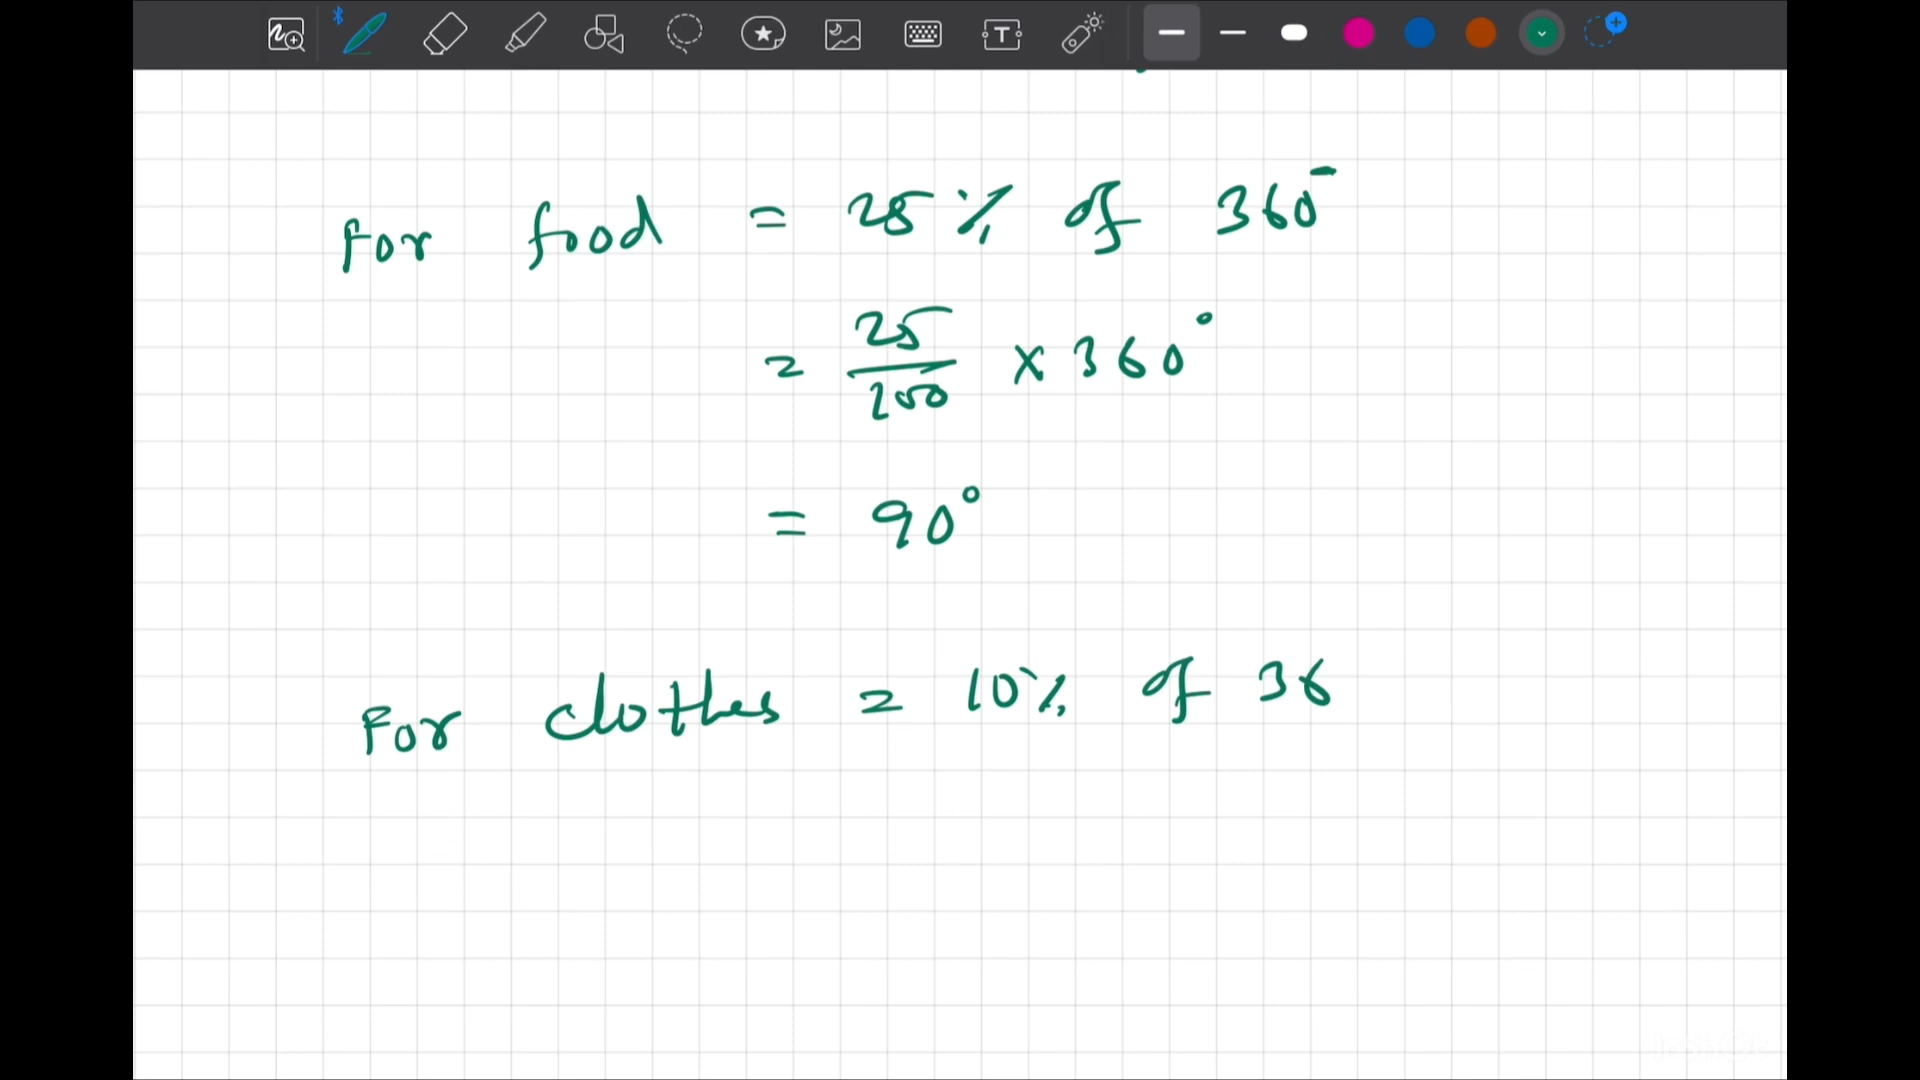 For food = 25% of 360°
= 25/100 × 360°
= 90°
For clothes = 10% of 36